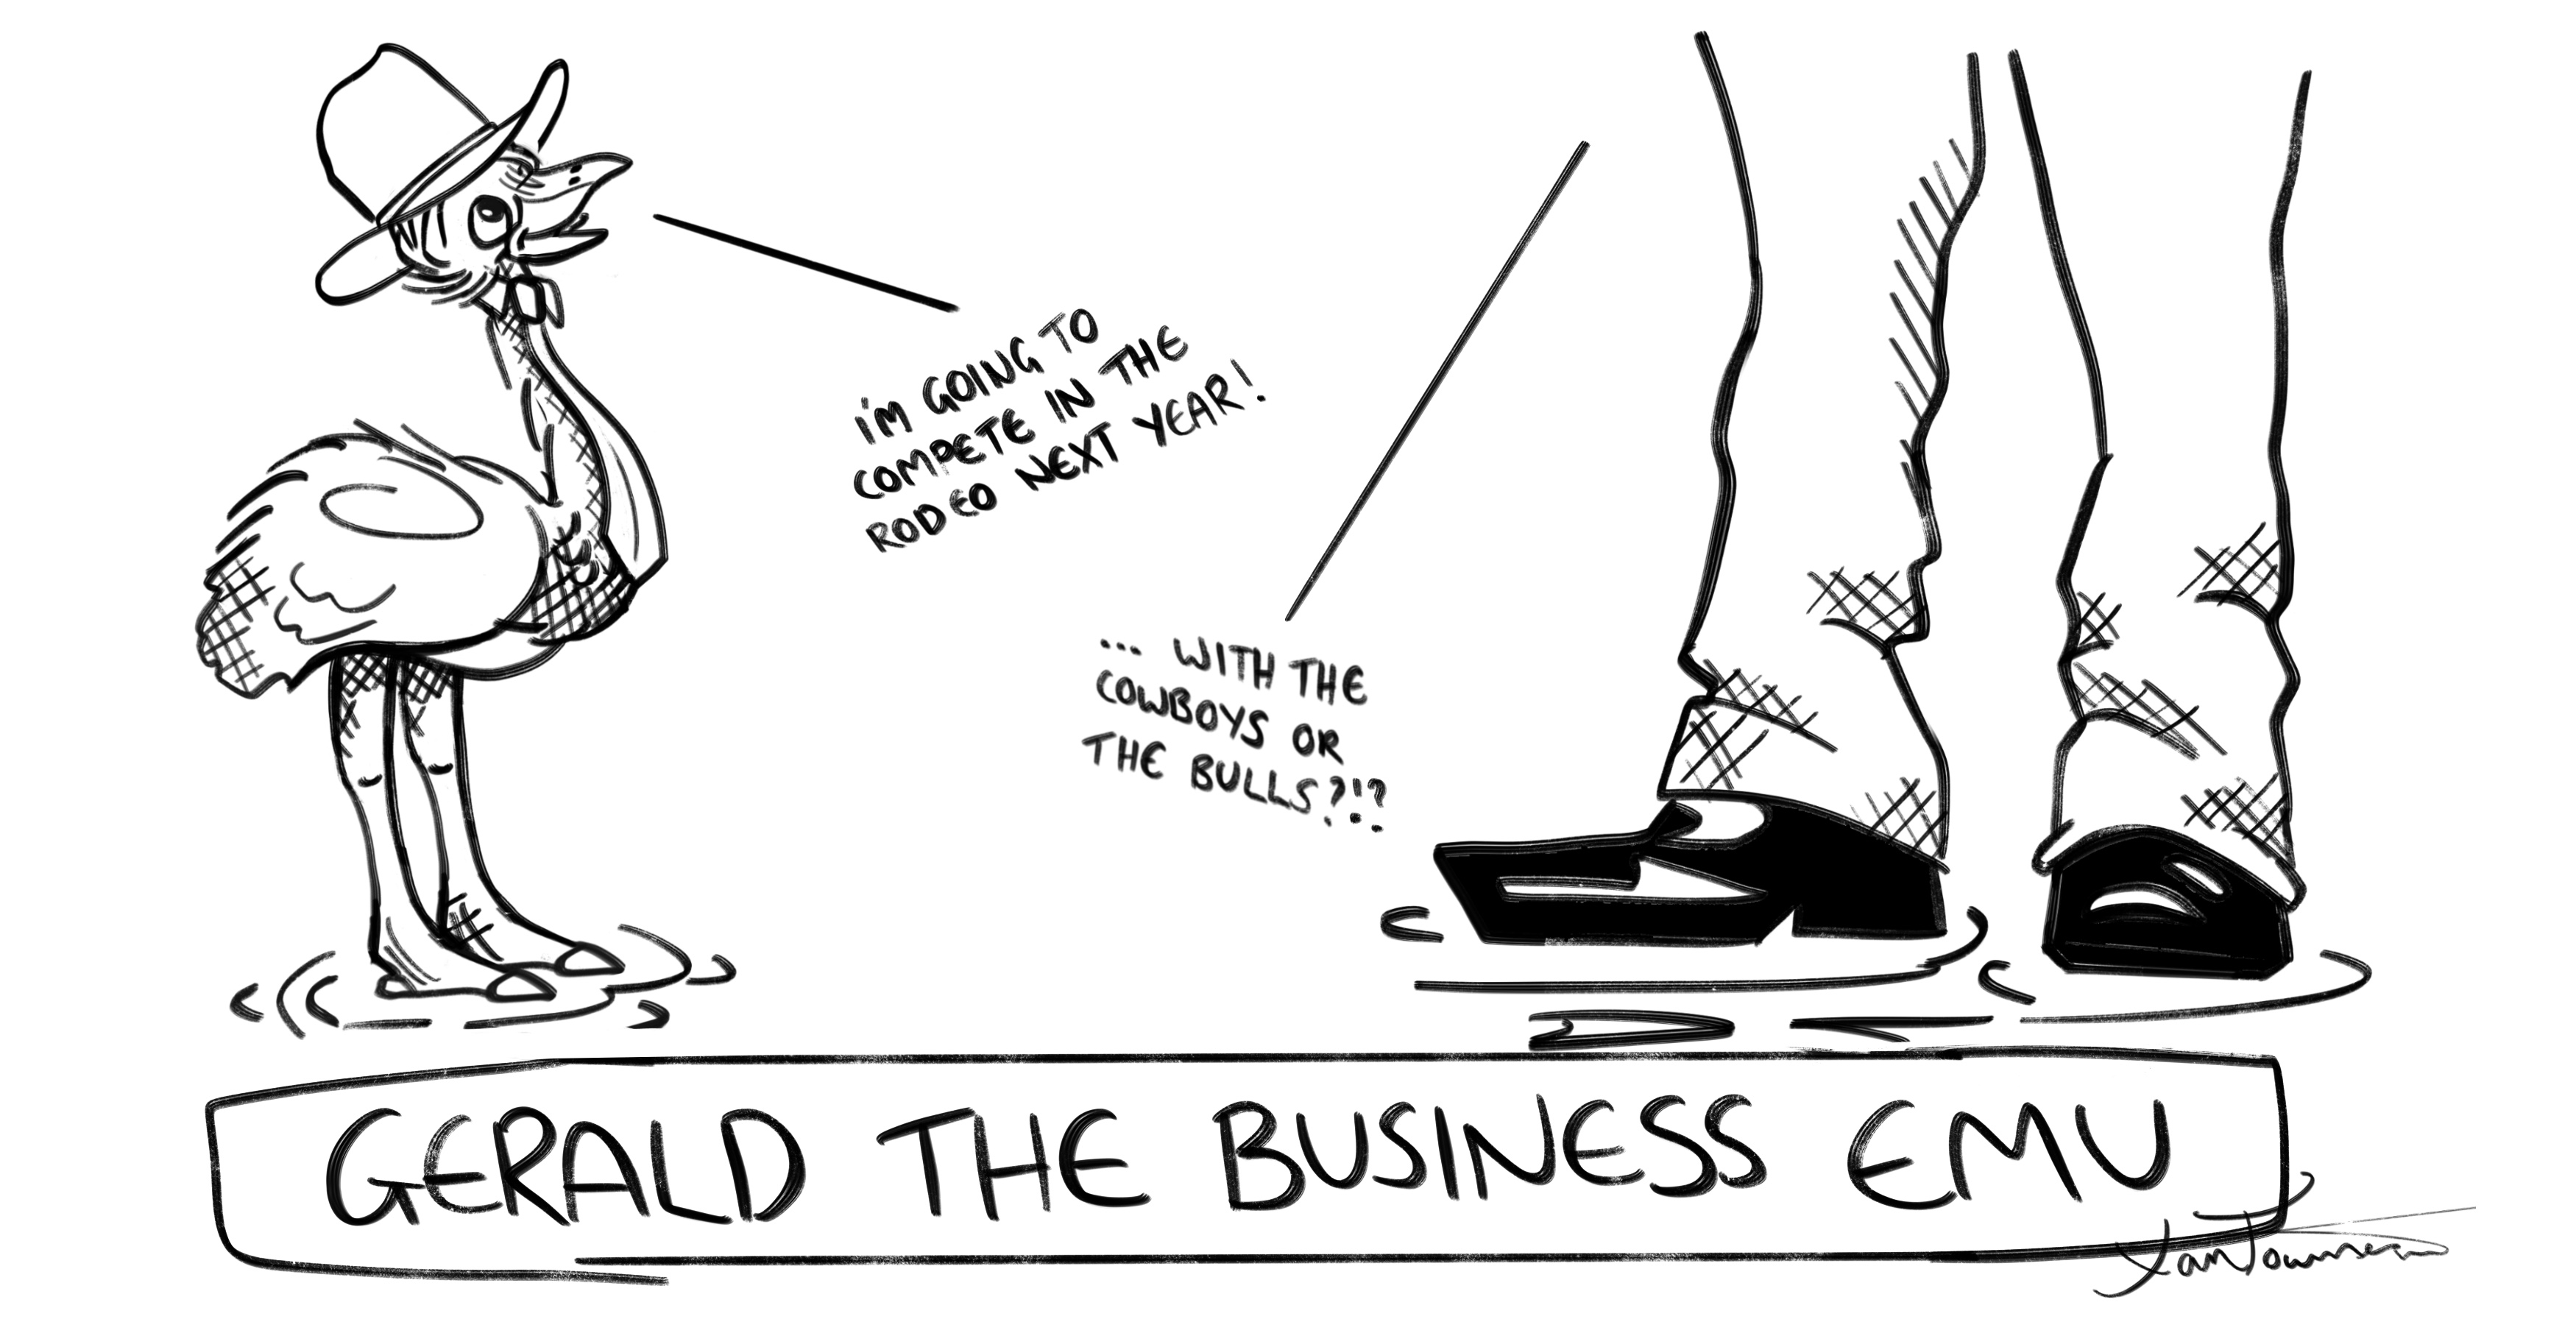 I'M GOING TO
COMPETE IN THE
RODEO NEXT YEAR!
... WITH THE
COWBOYS OR
THE BULLS?!?
GERALD THE BUSINESS EMU